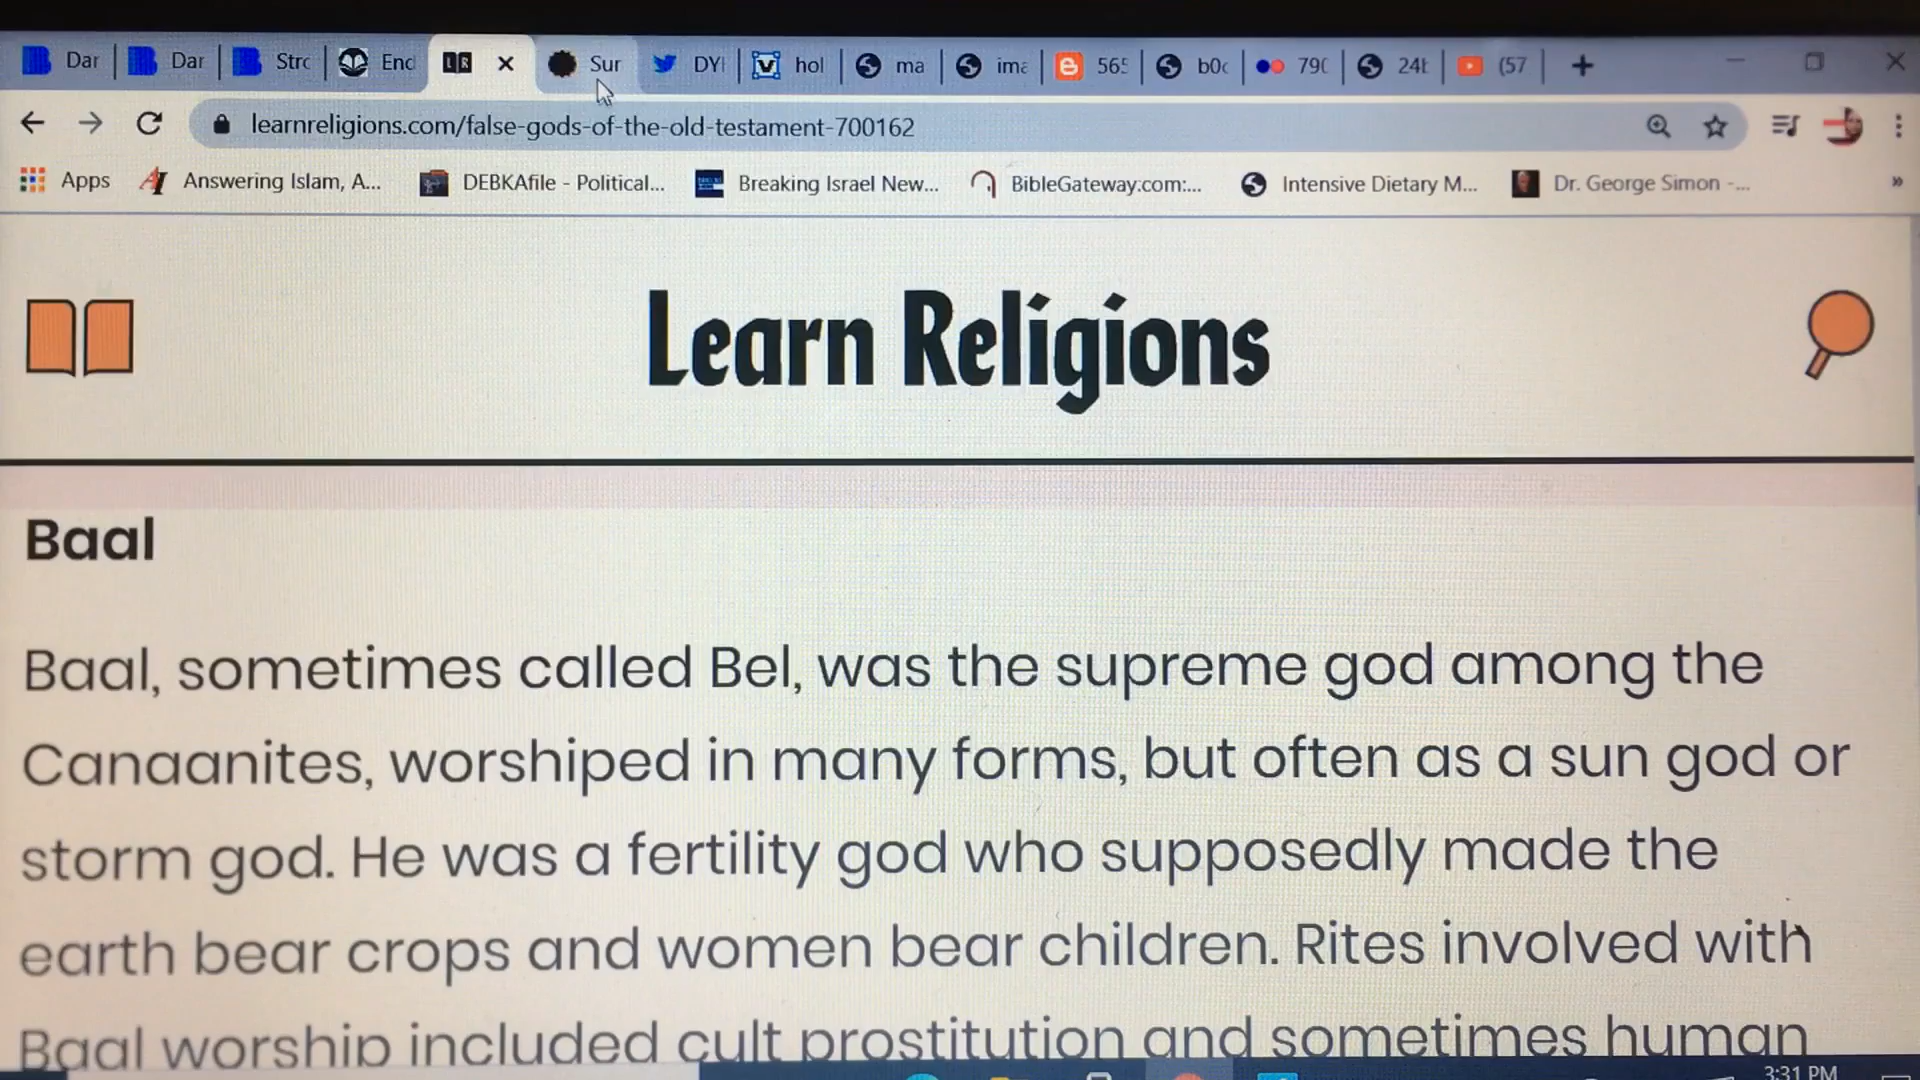 Dar
Dar
Stro
Enc
LR
Sur
DY
hol
ma
ima
565
b0c
790
24b
(57
learnreligions.com/false-gods-of-the-old-testament-700162
Apps
Answering Islam, A...
DEBKAfile - Political...
Breaking Israel New...
BibleGateway.com:...
Intensive Dietary M...
Dr. George Simon -...
Learn Religions
Baal
Baal, sometimes called Bel, was the supreme god among the
Canaanites, worshiped in many forms, but often as a sun god or
storm god. He was a fertility god who supposedly made the
earth bear crops and women bear children. Rites involved with
Baal worship included cult prostitution and sometimes human
3:31 PM